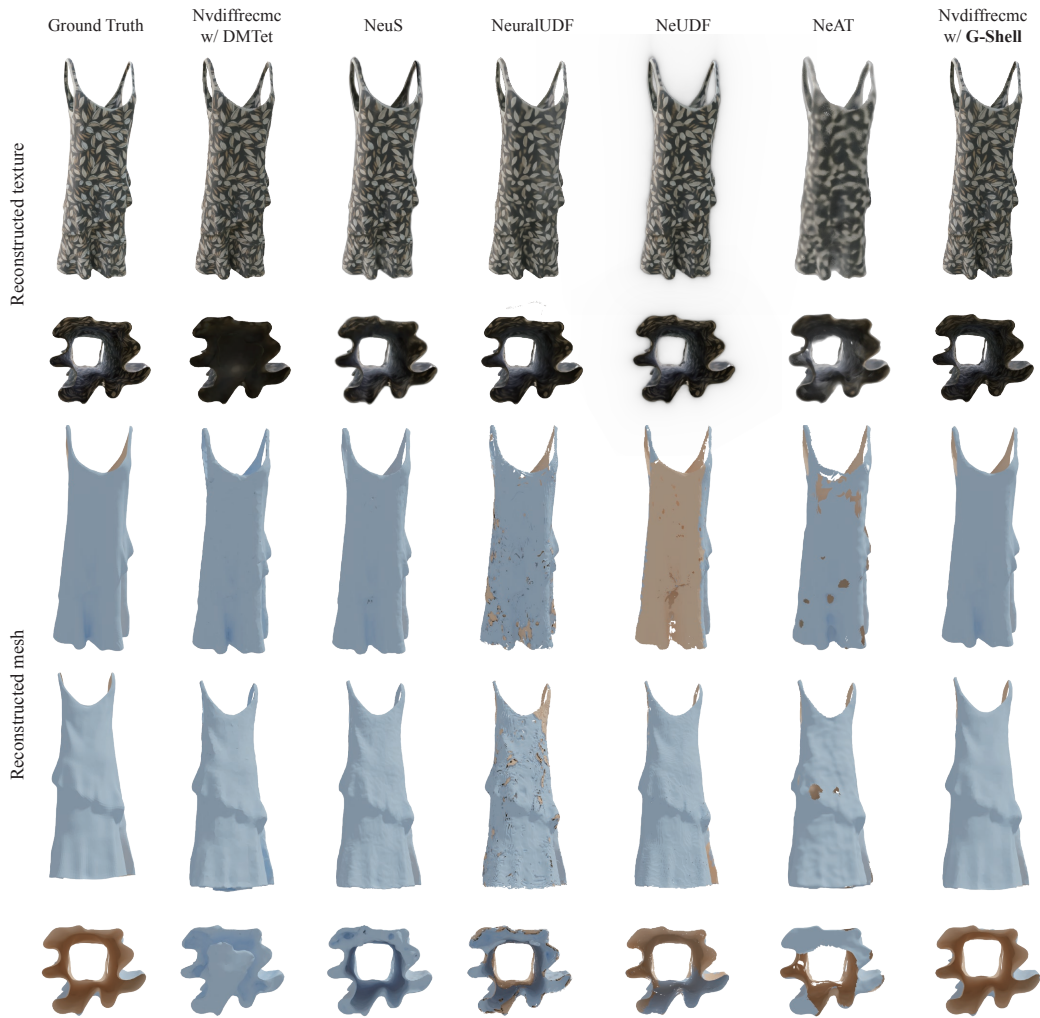 Ground Truth
Nvdiffrecmc
w/ DMTet
NeuS
NeuralUDF
NeUDF
NeAT
Nvdiffrecmc
w/ G-Shell
Reconstructed texture
Reconstructed mesh